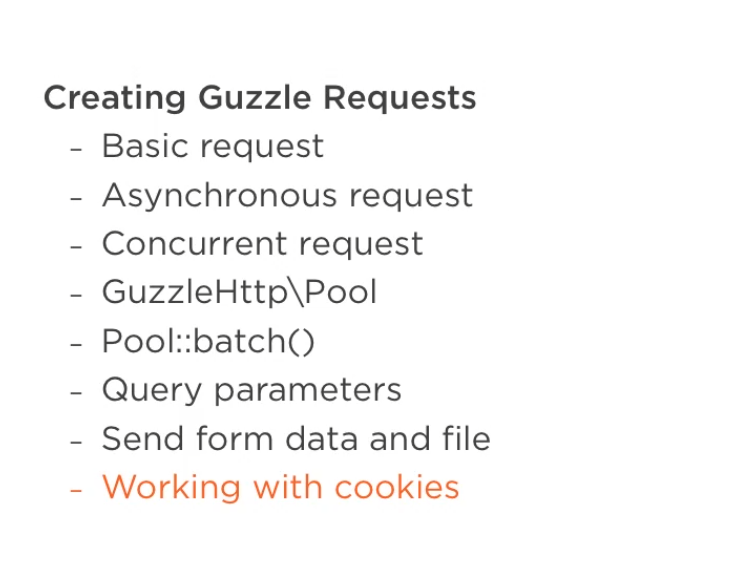 Creating Guzzle Requests
– Basic request
– Asynchronous request
– Concurrent request
– GuzzleHttp\Pool
– Pool::batch()
– Query parameters
– Send form data and file
– Working with cookies